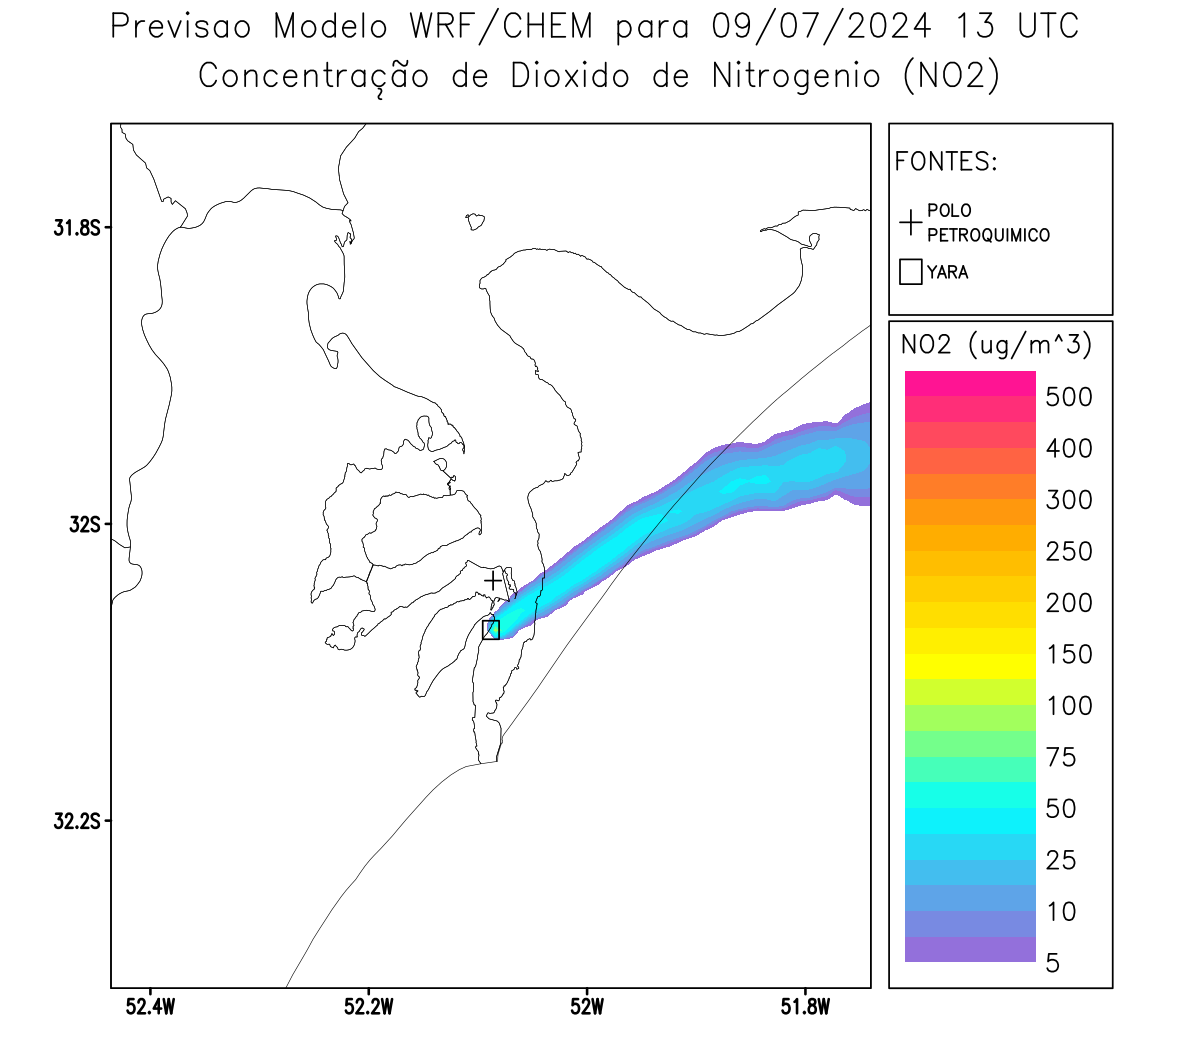 Previsao Modelo WRF/CHEM para 09/07/2024 13 UTC
Concentração de Dioxido de Nitrogenio (NO2)
FONTES:
POLO
PETROQUIMICO
YARA
NO2 (ug/m^3)
500
400
300
250
200
150
100
75
50
25
10
5
31.8S
32S
32.2S
52.4W
52.2W
52W
51.8W